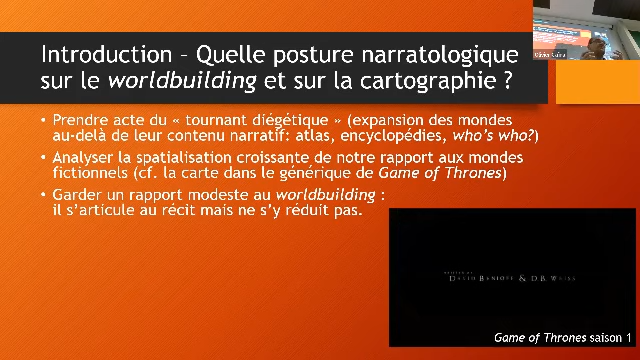 Introduction – Quelle posture narratologique
sur le worldbuilding et sur la cartographie ?
• Prendre acte du « tournant diégétique » (expansion des mondes
au-delà de leur contenu narratif: atlas, encyclopédies, who's who?)
• Analyser la spatialisation croissante de notre rapport aux mondes
fictionnels (cf. la carte dans le générique de Game of Thrones)
• Garder un rapport modeste au worldbuilding :
il s'articule au récit mais ne s'y réduit pas.
David Benioff & D.B. Weiss
Game of Thrones saison 1